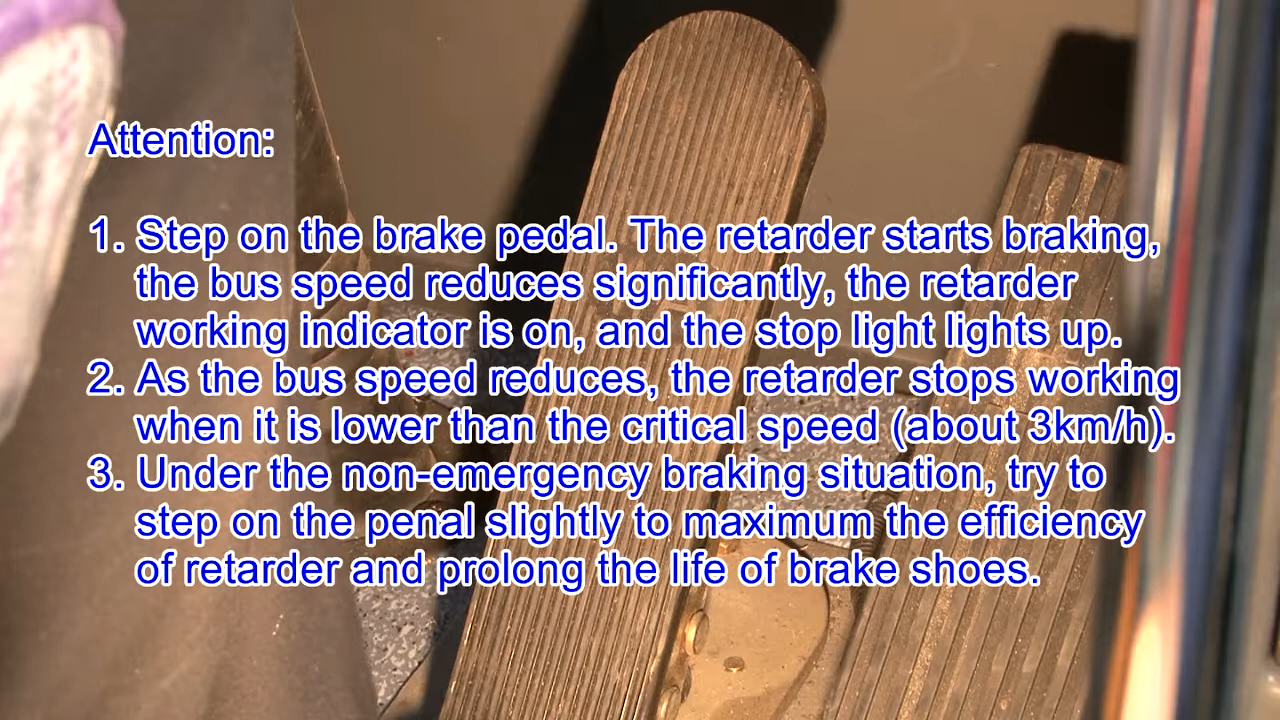 Attention:
1. Step on the brake pedal. The retarder starts braking,
the bus speed reduces significantly, the retarder
working indicator is on, and the stop light lights up.
2. As the bus speed reduces, the retarder stops working
when it is lower than the critical speed (about 3km/h).
3. Under the non-emergency braking situation, try to
step on the penal slightly to maximum the efficiency
of retarder and prolong the life of brake shoes.